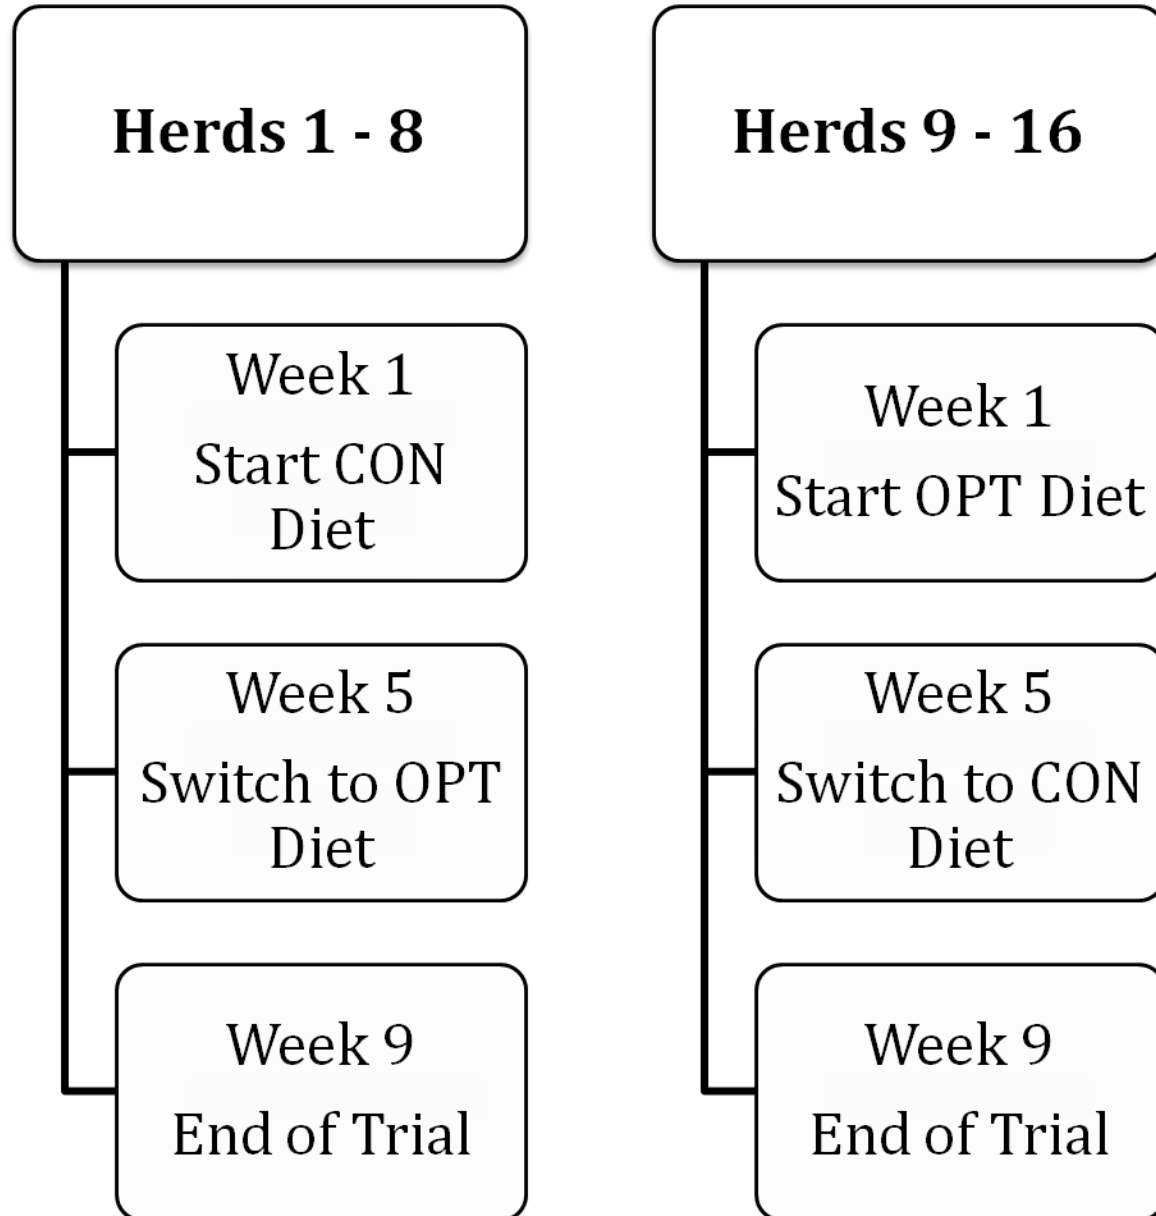 Herds 1 - 8
Week 1
Start CON
Diet
Week 5
Switch to OPT
Diet
Week 9
End of Trial
Herds 9 - 16
Week 1
Start OPT Diet
Week 5
Switch to CON
Diet
Week 9
End of Trial